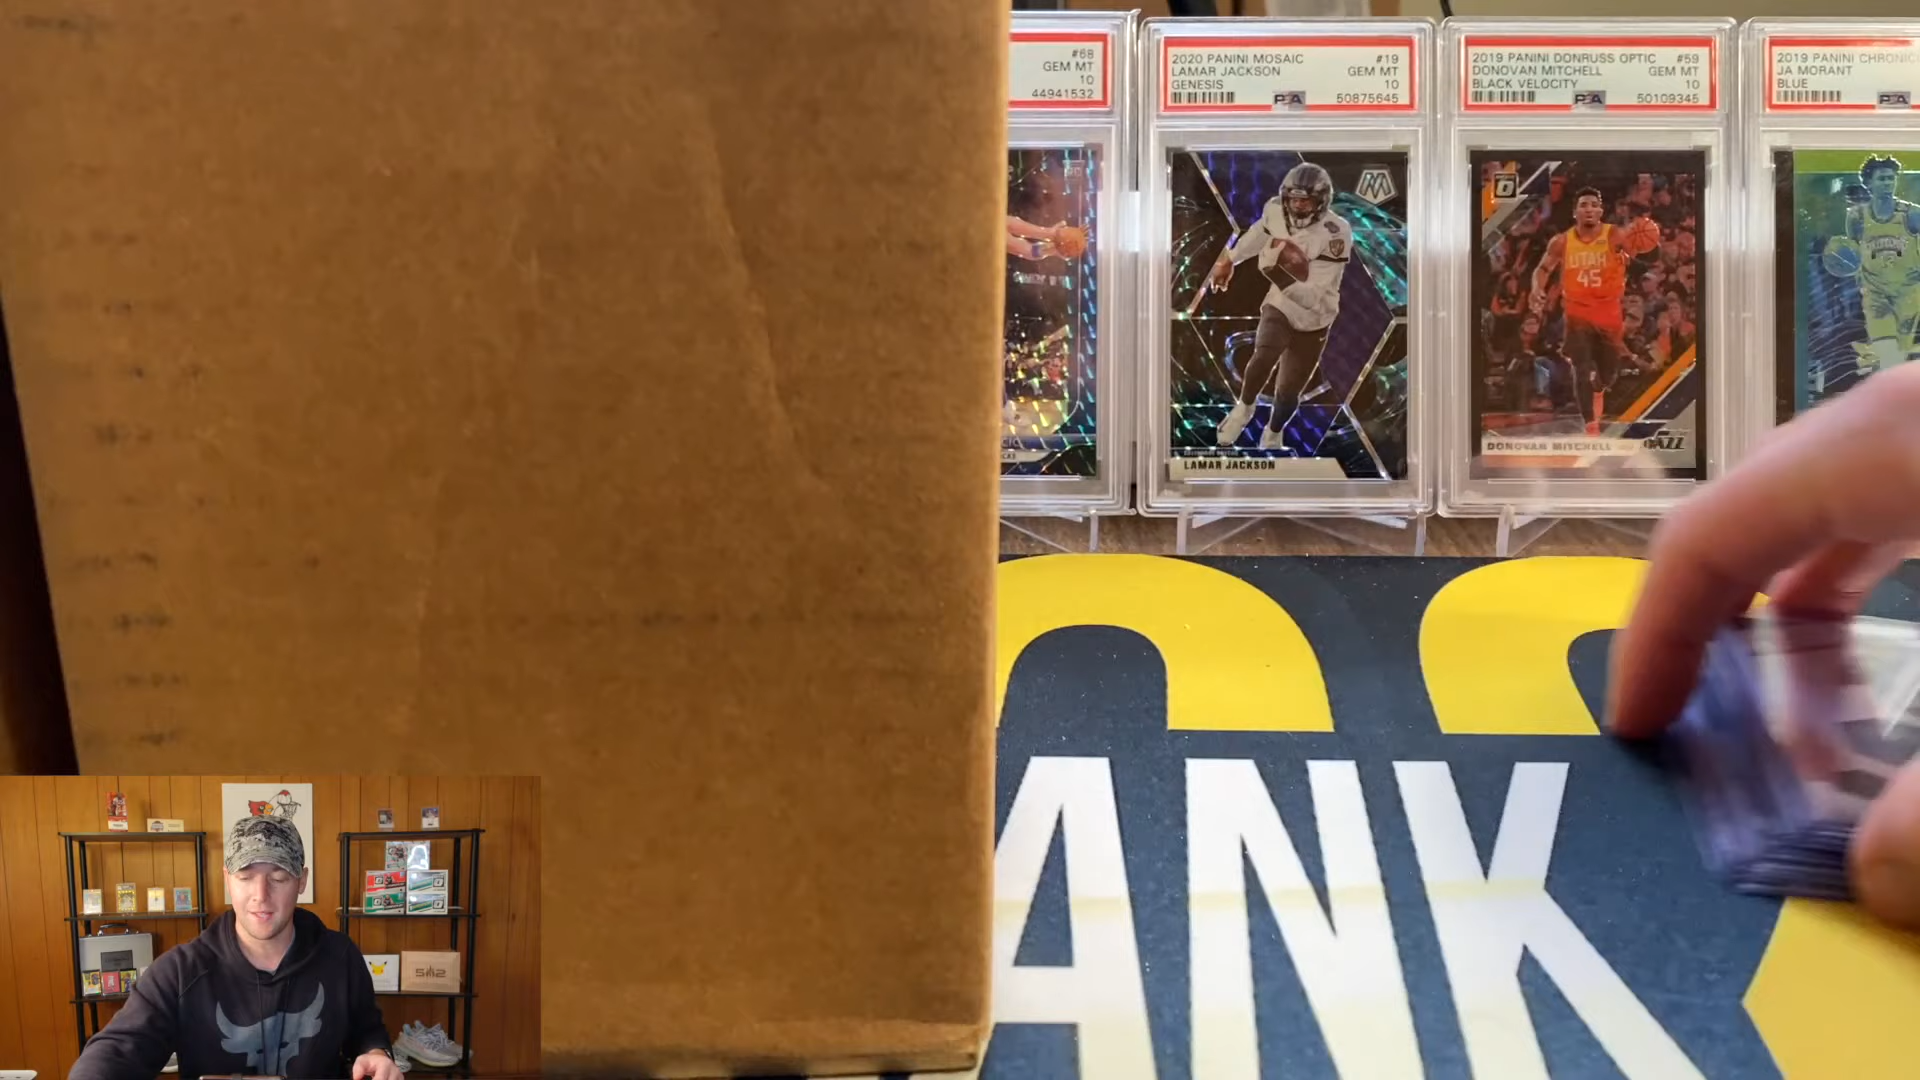 #68
GEM MT
10
44941532
2020 PANINI MOSAIC #19
LAMAR JACKSON GEM MT
GENESIS 10
PSA 50875645
2019 PANINI DONRUSS OPTIC #59
DONOVAN MITCHELL GEM MT
BLACK VELOCITY 10
PSA 50109345
2019 PANINI CHRONIC
JA MORANT
BLUE
PSA
LAMAR JACKSON
UTAH
45
DONOVAN MITCHELL
JAZZ
ANK